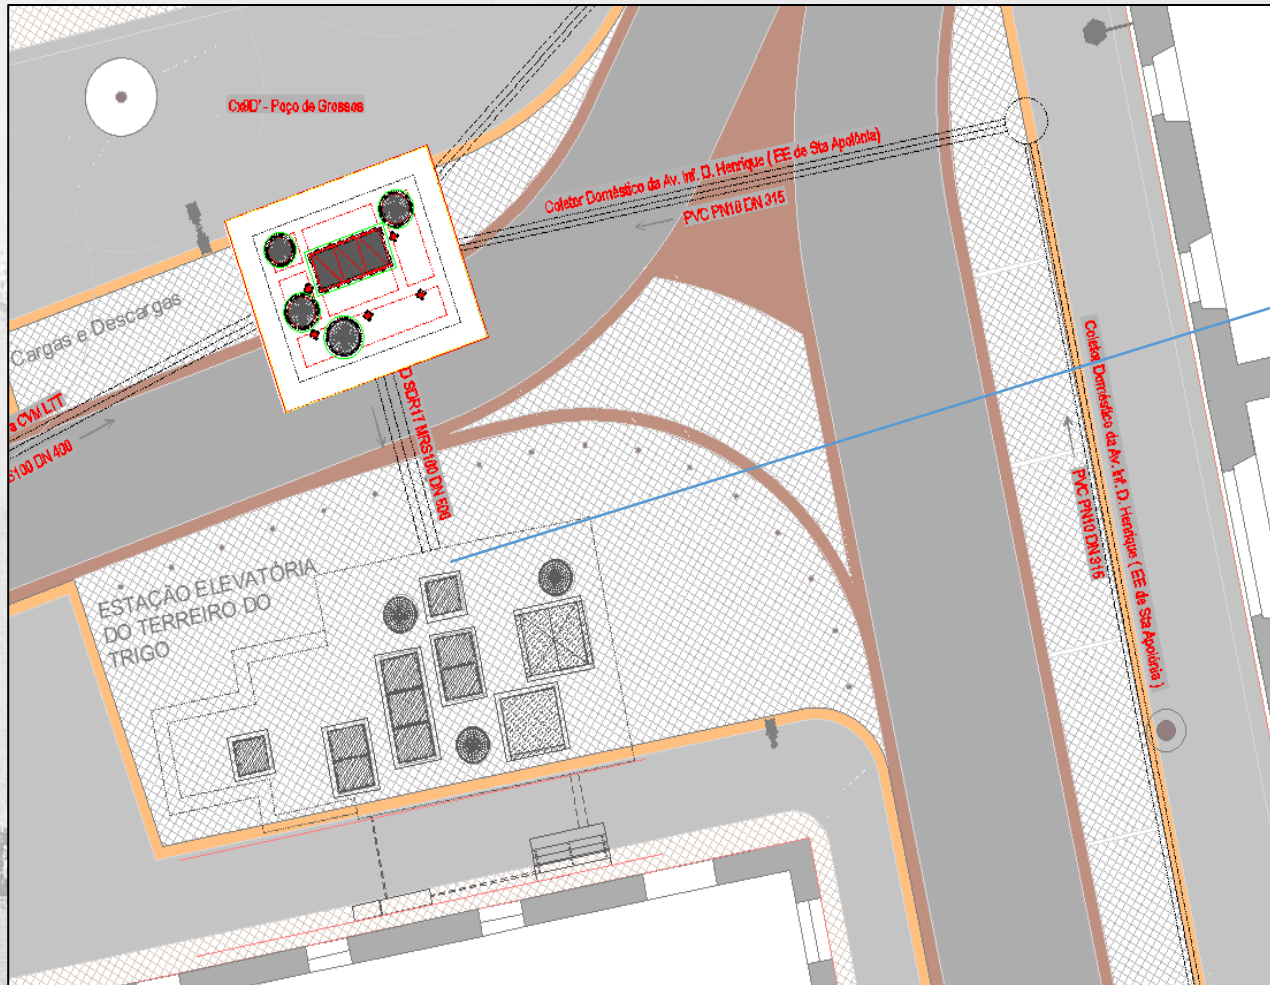 Cx8D' - Poço de Grossos
Coletor Doméstico da Av. Inf. D. Henrique ( EE de Sta Apolónia)
PVC PN10 DN 315
Cargas e Descargas
a CVM LTT
S100 DN 400
SDR17 MRS100 DN 500
ESTAÇÃO ELEVATÓRIA
DO TERREIRO DO
TRIGO
Coletor Doméstico da Av. Inf. D. Henrique ( EE de Sta Apolónia )
PVC PN10 DN 315